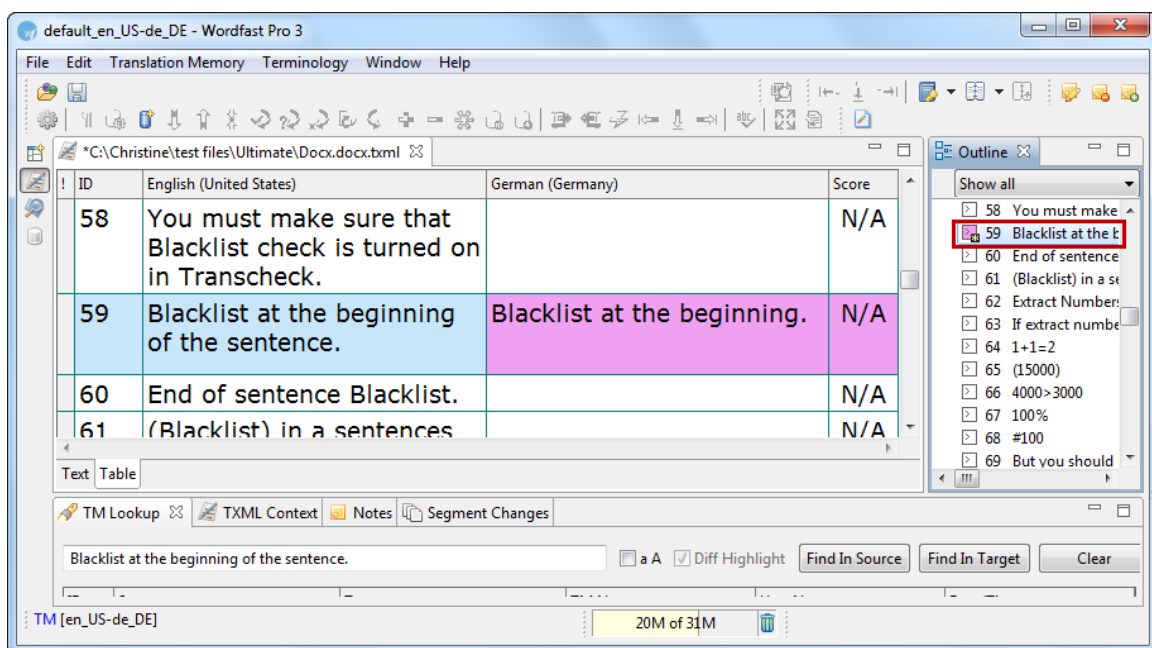 default_en_US-de_DE - Wordfast Pro 3
File Edit Translation Memory Terminology Window Help
*C:\Christine\test files\Ultimate\Docx.docx.txml
! ID English (United States) German (Germany) Score
58 You must make sure that N/A
Blacklist check is turned on
in Transcheck.
59 Blacklist at the beginning Blacklist at the beginning. N/A
of the sentence.
60 End of sentence Blacklist. N/A
61 (Blacklist) in a sentences N/A
Text Table
Outline
Show all
58 You must make
59 Blacklist at the b
60 End of sentence
61 (Blacklist) in a se
62 Extract Number
63 If extract numbe
64 1+1=2
65 (15000)
66 4000>3000
67 100%
68 #100
69 But you should
TM Lookup TXML Context Notes Segment Changes
Blacklist at the beginning of the sentence. a A Diff Highlight Find In Source Find In Target Clear
TM [en_US-de_DE] 20M of 31M